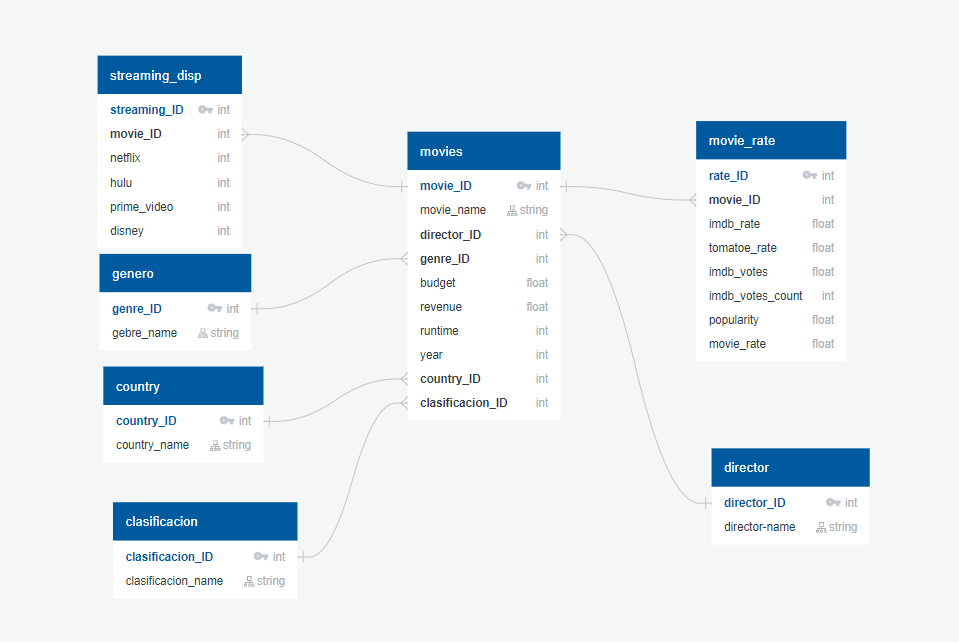 streaming_disp
streaming_ID int
movie_ID int
netflix int
hulu int
prime_video int
disney int
genero
genre_ID int
gebre_name string
country
country_ID int
country_name string
clasificacion
clasificacion_ID int
clasificacion_name string
movies
movie_ID int
movie_name string
director_ID int
genre_ID int
budget float
revenue float
runtime int
year int
country_ID int
clasificacion_ID int
movie_rate
rate_ID int
movie_ID int
imdb_rate float
tomatoe_rate float
imdb_votes float
imdb_votes_count int
popularity float
movie_rate float
director
director_ID int
director-name string